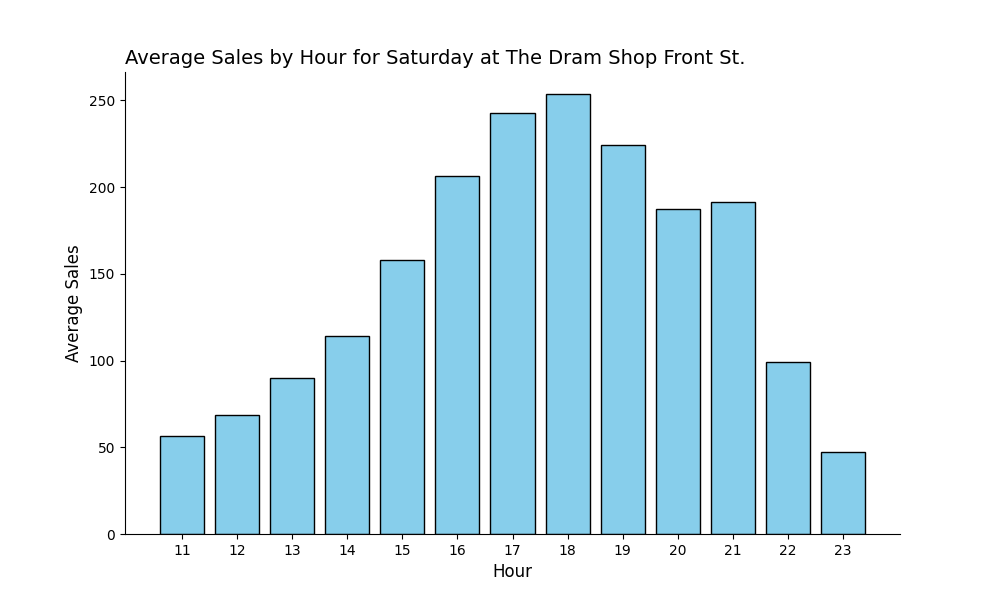 Average Sales by Hour for Saturday at The Dram Shop Front St.
Average Sales
250
200
150
100
50
0
11 12 13 14 15 16 17 18 19 20 21 22 23
Hour